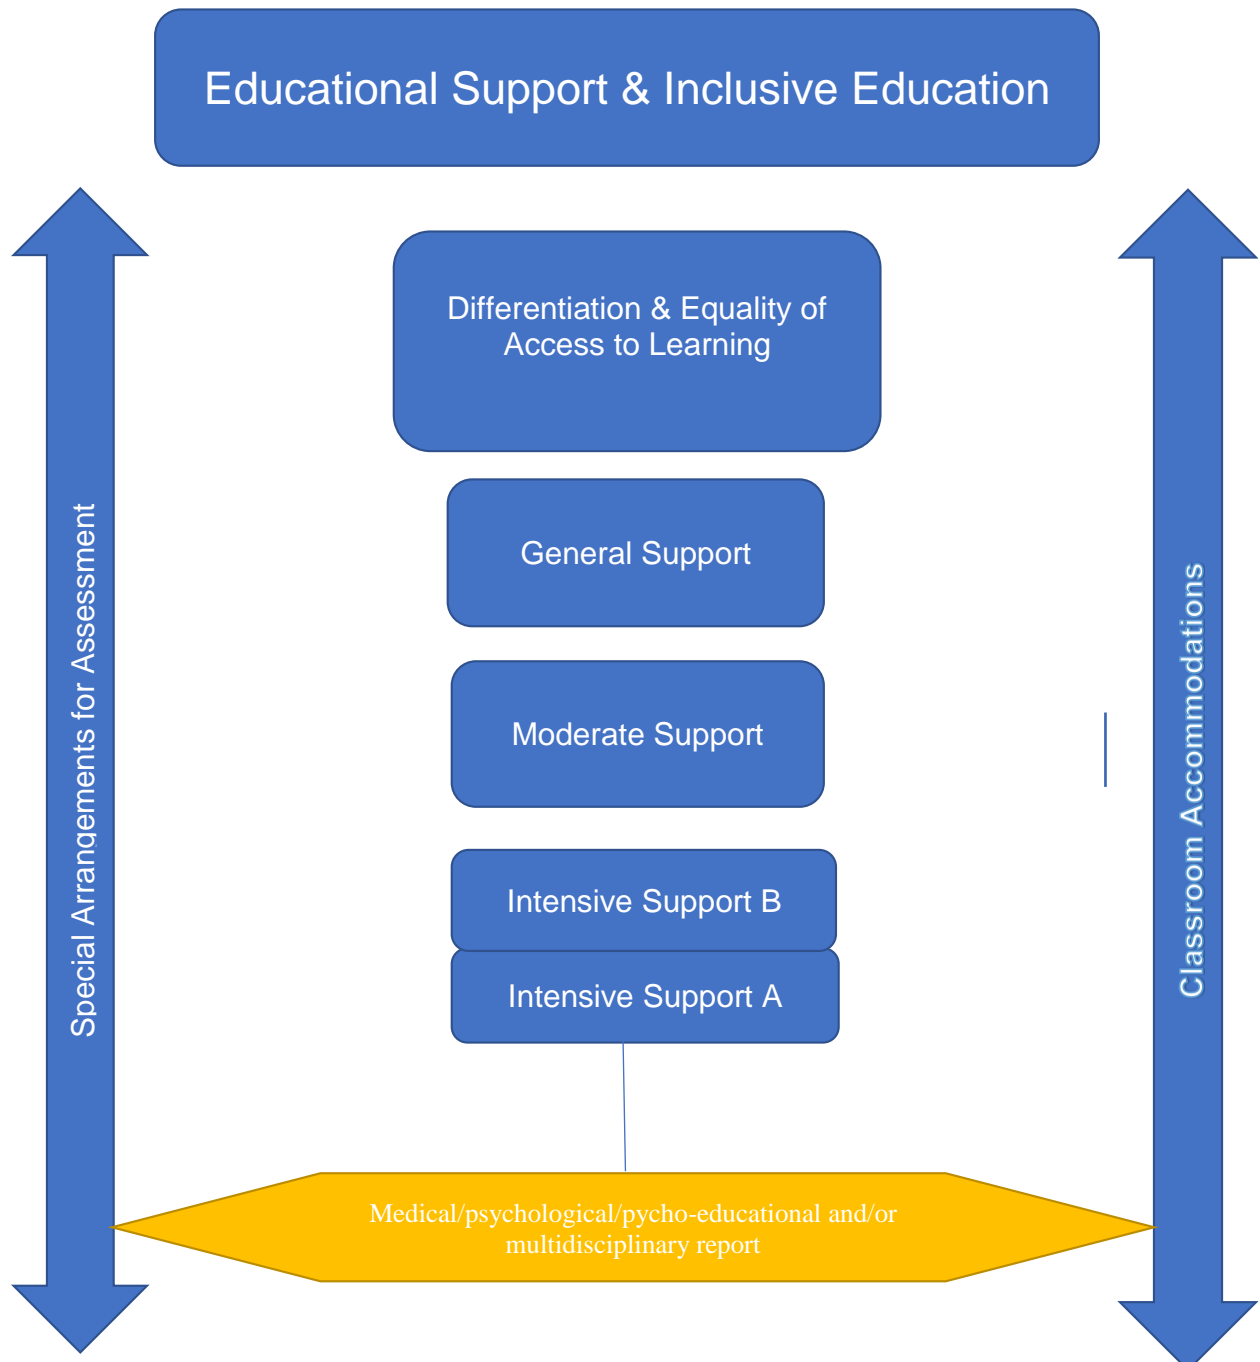 Educational Support & Inclusive Education
Differentiation & Equality of
Access to Learning
General Support
Moderate Support
Intensive Support B
Intensive Support A
Special Arrangements for Assessment
Classroom Accommodations
Medical/psychological/pycho-educational and/or
multidisciplinary report